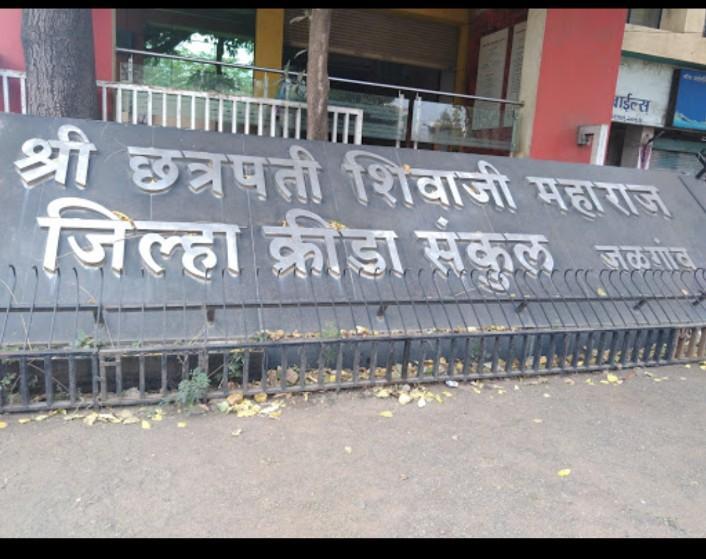 श्री छत्रपती शिवाजी महाराज
जिल्हा क्रीडा संकुल जळगांव